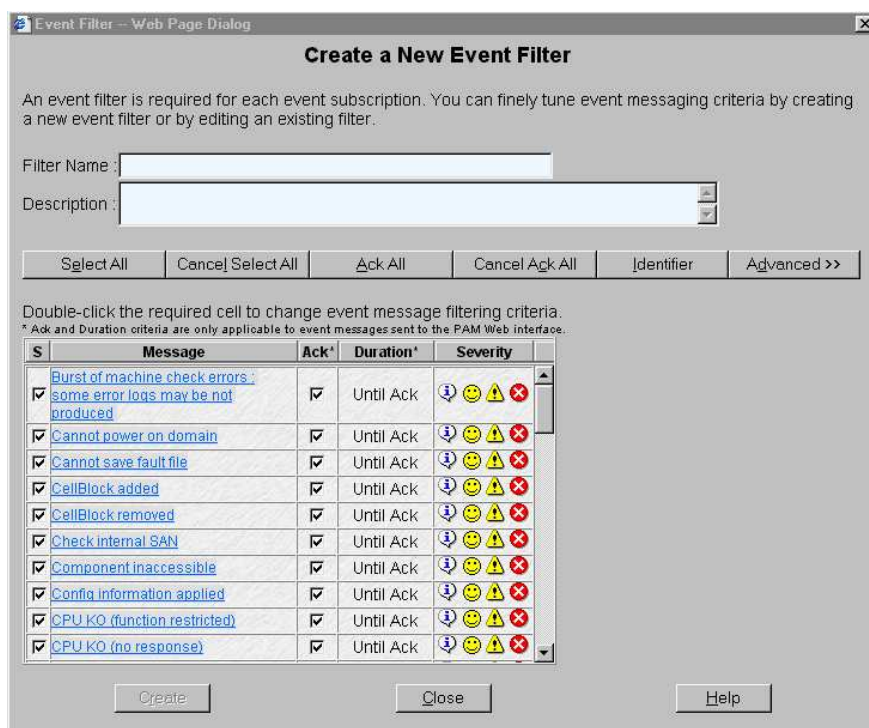 Event Filter -- Web Page Dialog
Create a New Event Filter
An event filter is required for each event subscription. You can finely tune event messaging criteria by creating
a new event filter or by editing an existing filter.
Filter Name :
Description :
Select All Cancel Select All Ack All Cancel Ack All Identifier Advanced >>
Double-click the required cell to change event message filtering criteria.
* Ack and Duration criteria are only applicable to event messages sent to the PAM Web interface.
S Message Ack* Duration* Severity
Burst of machine check errors ;
some error logs may be not
produced
Until Ack
Cannot power on domain Until Ack
Cannot save fault file Until Ack
CellBlock added Until Ack
CellBlock removed Until Ack
Check internal SAN Until Ack
Component inaccessible Until Ack
Config information applied Until Ack
CPU KO (function restricted) Until Ack
CPU KO (no response) Until Ack
Create Close Help